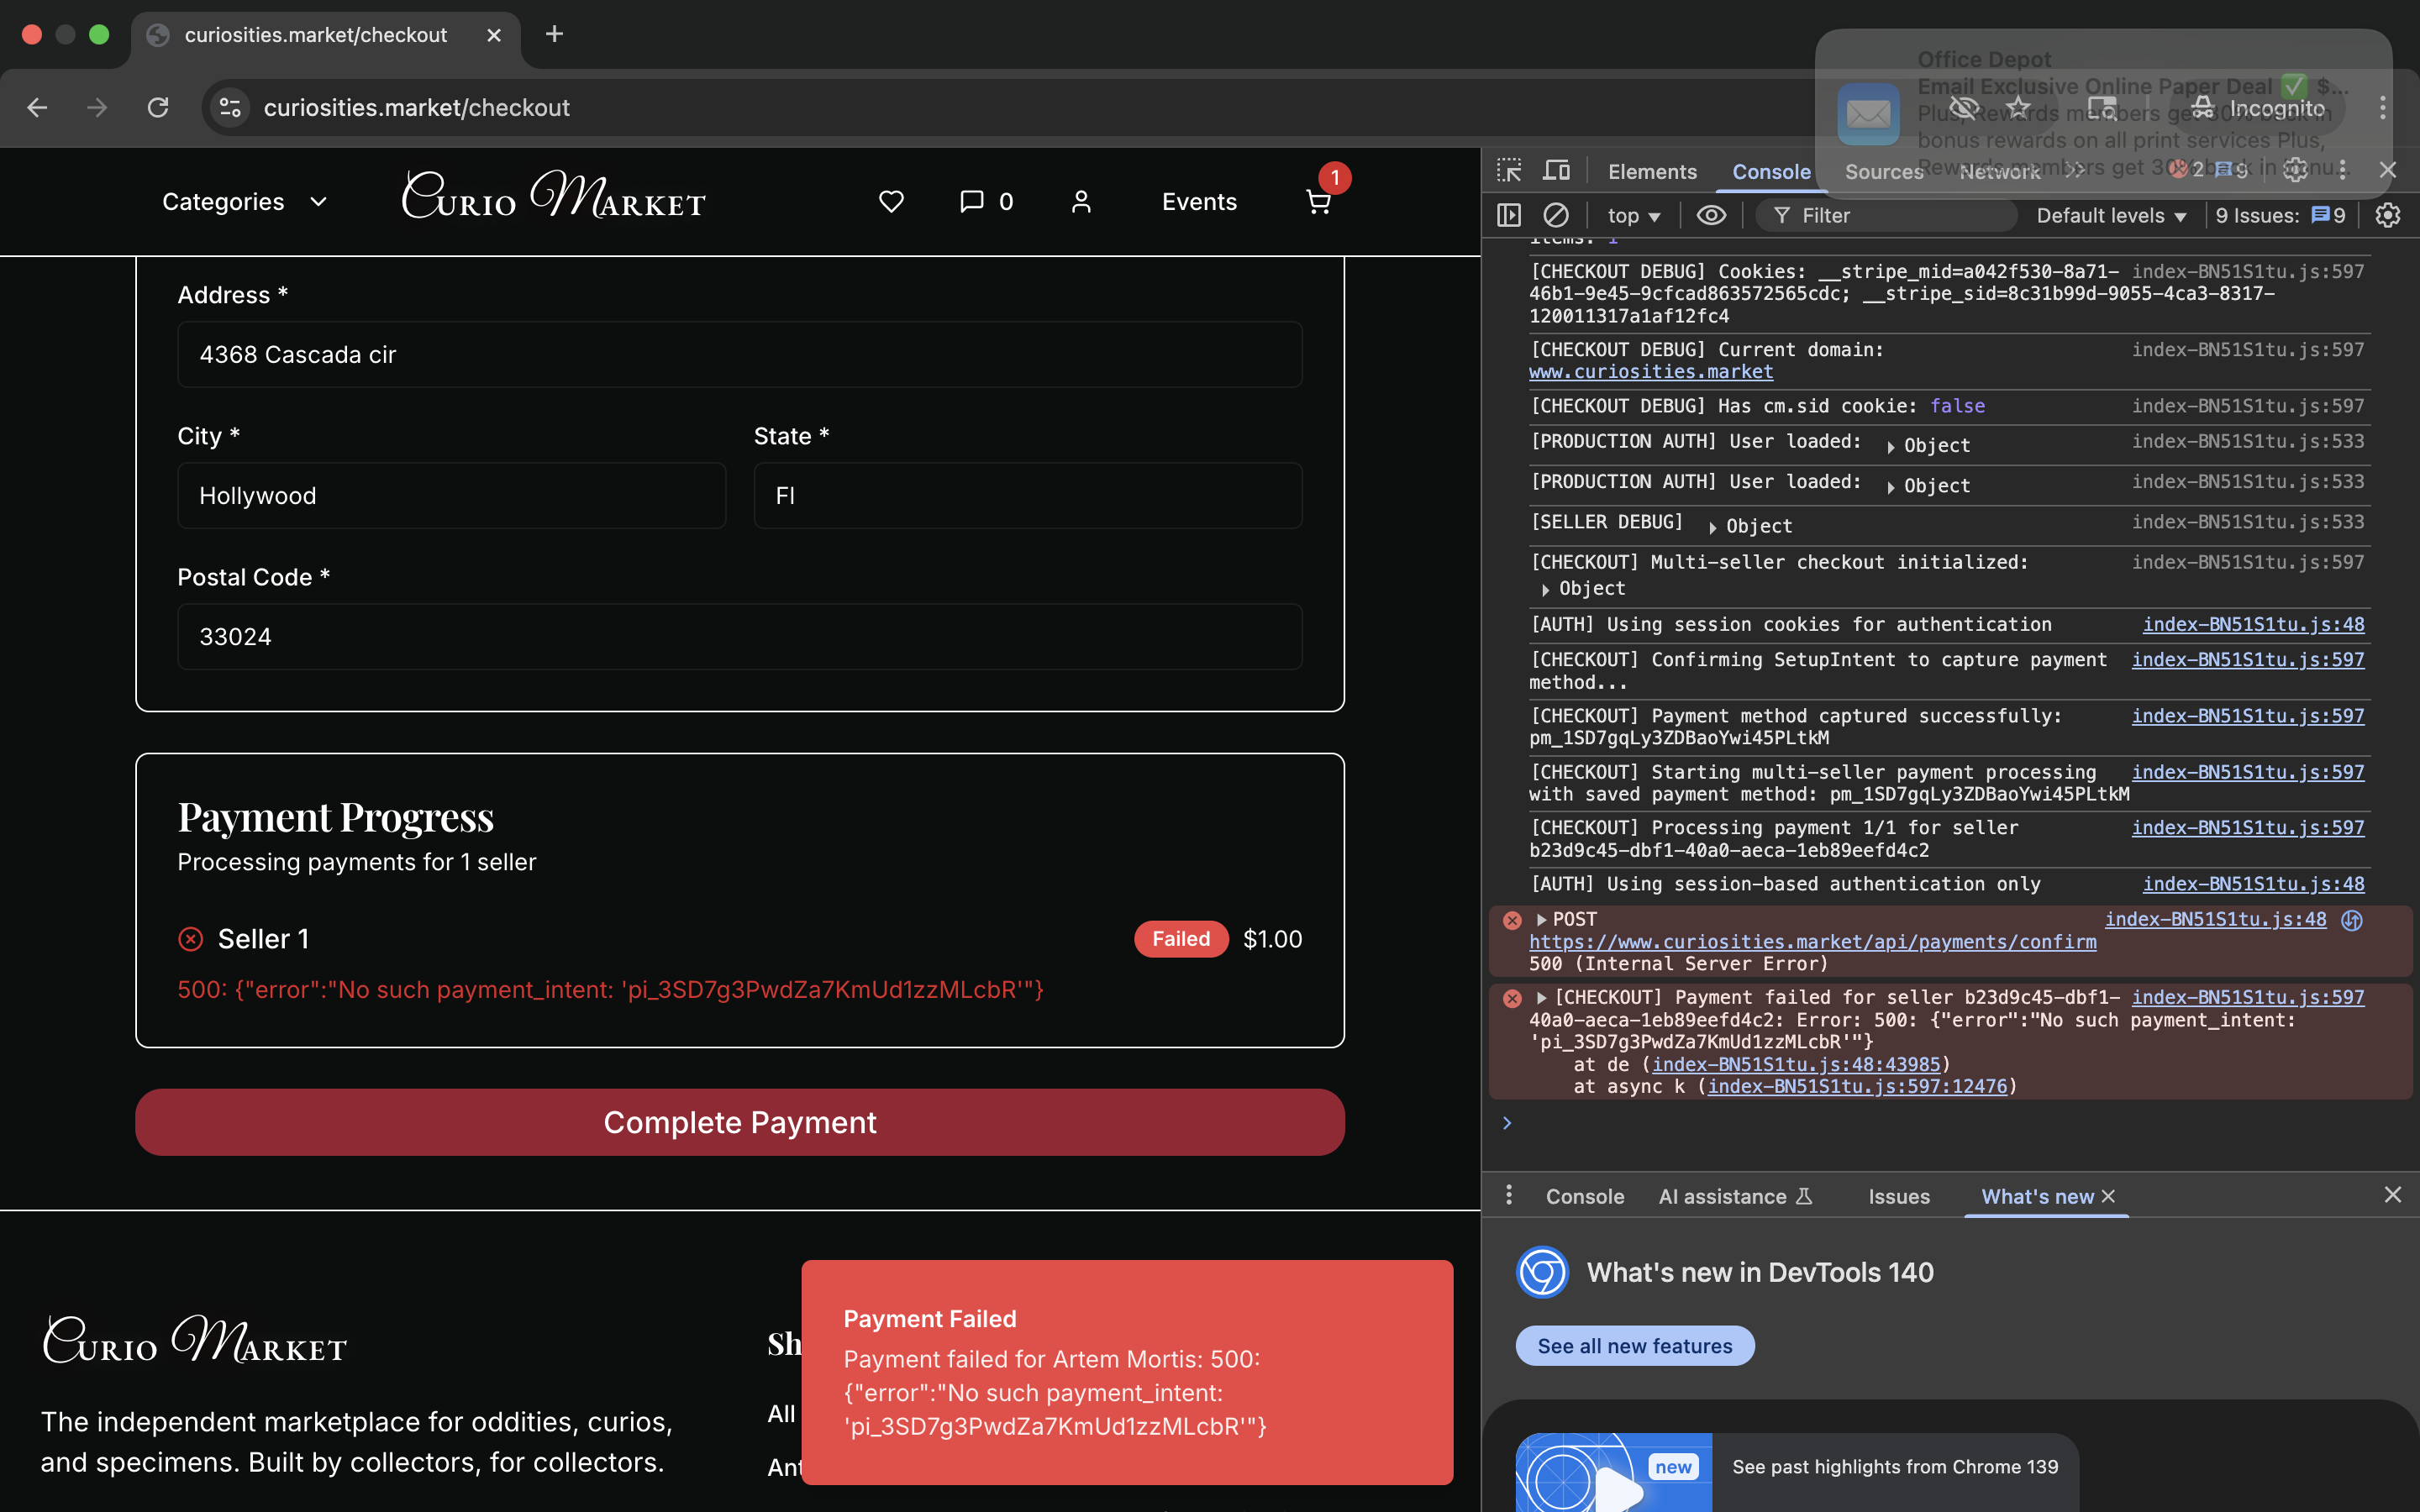 curiosities.market/checkout
curiosities.market/checkout
Incognito
Office Depot
Email Exclusive Online Paper Deal ✅ $...
Plus, Rewards members get 30% back in
bonus rewards on all print services Plus,
Rewards members get 30% back in bonu...
Categories
Curio Market
0
Events
1
Address *
4368 Cascada cir
City *
State *
Hollywood
Fl
Postal Code *
33024
Payment Progress
Processing payments for 1 seller
Seller 1
Failed
$1.00
500: {"error":"No such payment_intent: 'pi_3SD7g3PwdZa7KmUd1zzMLcbR'"}
Complete Payment
Curio Market
The independent marketplace for oddities, curios,
and specimens. Built by collectors, for collectors.
Sh
All
Ant
Payment Failed
Payment failed for Artem Mortis: 500:
{"error":"No such payment_intent:
'pi_3SD7g3PwdZa7KmUd1zzMLcbR'"}
Elements
Console
Sources
Network
2
9
top
Filter
Default levels
9 Issues:
9
items: 1
[CHECKOUT DEBUG] Cookies: __stripe_mid=a042f530-8a71- index-BN51S1tu.js:597
46b1-9e45-9cfcad863572565cdc; __stripe_sid=8c31b99d-9055-4ca3-8317-
120011317a1af12fc4
[CHECKOUT DEBUG] Current domain: index-BN51S1tu.js:597
www.curiosities.market
[CHECKOUT DEBUG] Has cm.sid cookie: false index-BN51S1tu.js:597
[PRODUCTION AUTH] User loaded: Object index-BN51S1tu.js:533
[PRODUCTION AUTH] User loaded: Object index-BN51S1tu.js:533
[SELLER DEBUG] Object index-BN51S1tu.js:533
[CHECKOUT] Multi-seller checkout initialized: index-BN51S1tu.js:597
Object
[AUTH] Using session cookies for authentication index-BN51S1tu.js:48
[CHECKOUT] Confirming SetupIntent to capture payment index-BN51S1tu.js:597
method...
[CHECKOUT] Payment method captured successfully: index-BN51S1tu.js:597
pm_1SD7gqLy3ZDBaoYwi45PLtkM
[CHECKOUT] Starting multi-seller payment processing index-BN51S1tu.js:597
with saved payment method: pm_1SD7gqLy3ZDBaoYwi45PLtkM
[CHECKOUT] Processing payment 1/1 for seller index-BN51S1tu.js:597
b23d9c45-dbf1-40a0-aeca-1eb89eefd4c2
[AUTH] Using session-based authentication only index-BN51S1tu.js:48
POST index-BN51S1tu.js:48
https://www.curiosities.market/api/payments/confirm
500 (Internal Server Error)
[CHECKOUT] Payment failed for seller b23d9c45-dbf1- index-BN51S1tu.js:597
40a0-aeca-1eb89eefd4c2: Error: 500: {"error":"No such payment_intent:
'pi_3SD7g3PwdZa7KmUd1zzMLcbR'"}
at de (index-BN51S1tu.js:48:43985)
at async k (index-BN51S1tu.js:597:12476)
Console
AI assistance
Issues
What's new
What's new in DevTools 140
See all new features
new
See past highlights from Chrome 139